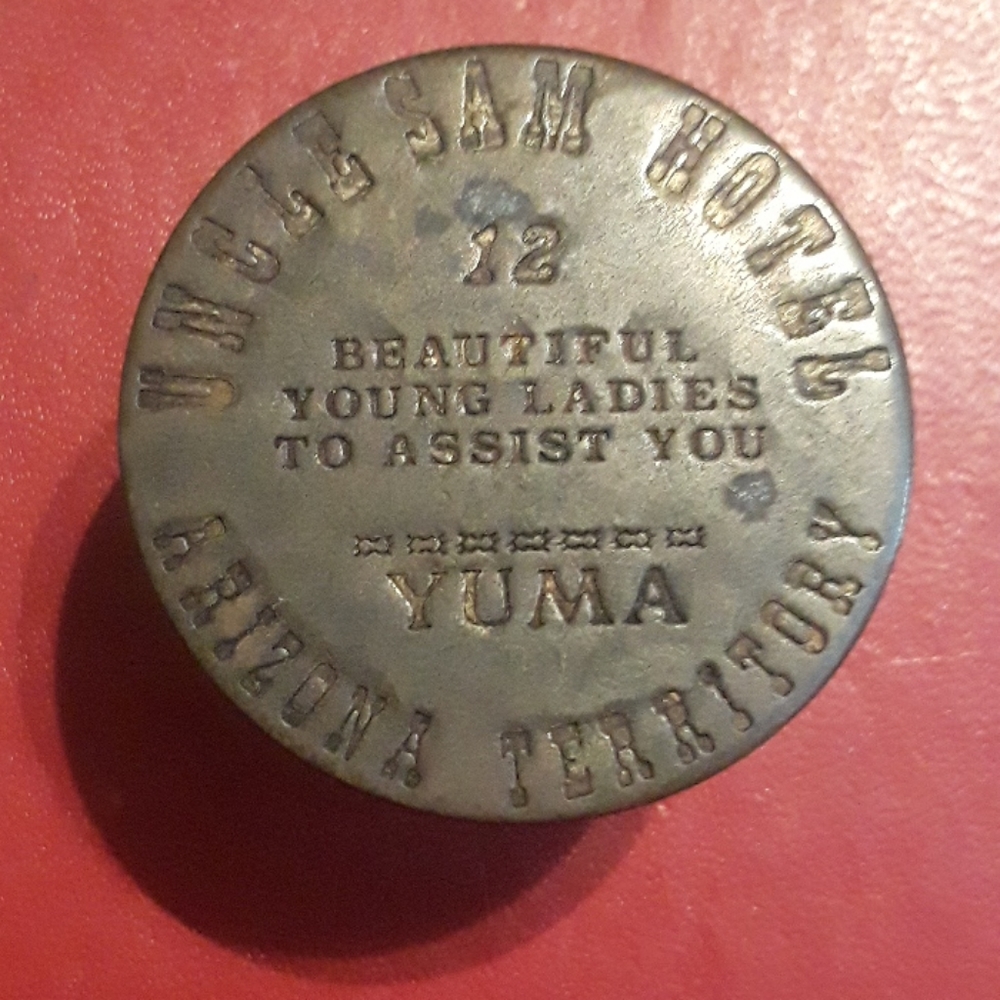 UNCLE SAM HOTEL
12
BEAUTIFUL
YOUNG LADIES
TO ASSIST YOU
YUMA
ARIZONA TERRITORY